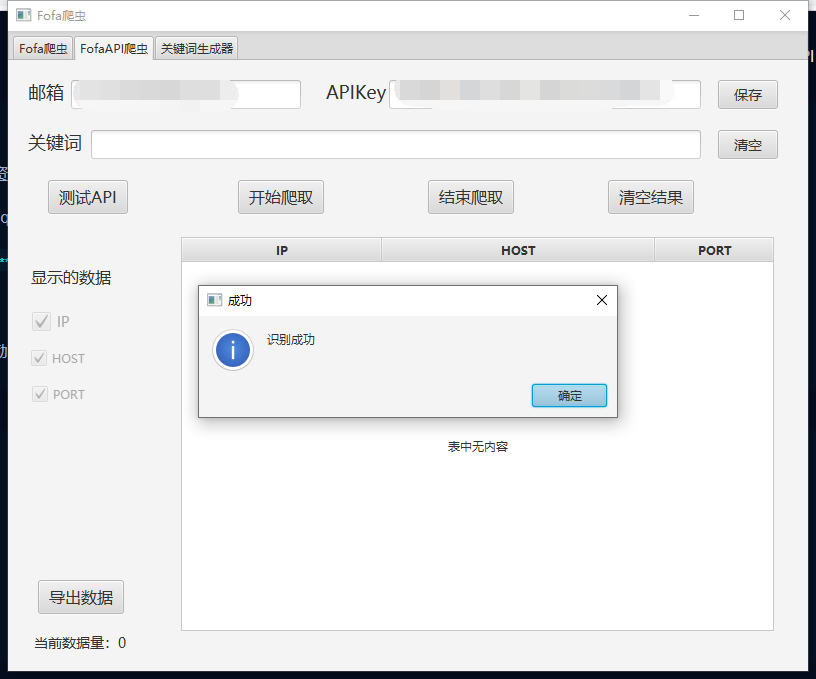 Fofa爬虫
Fofa爬虫 FofaAPI爬虫 关键词生成器
邮箱 APIKey 保存
关键词 清空
测试API 开始爬取 结束爬取 清空结果
IP HOST PORT
显示的数据
IP
HOST
PORT
成功
识别成功
确定
表中无内容
导出数据
当前数据量：0